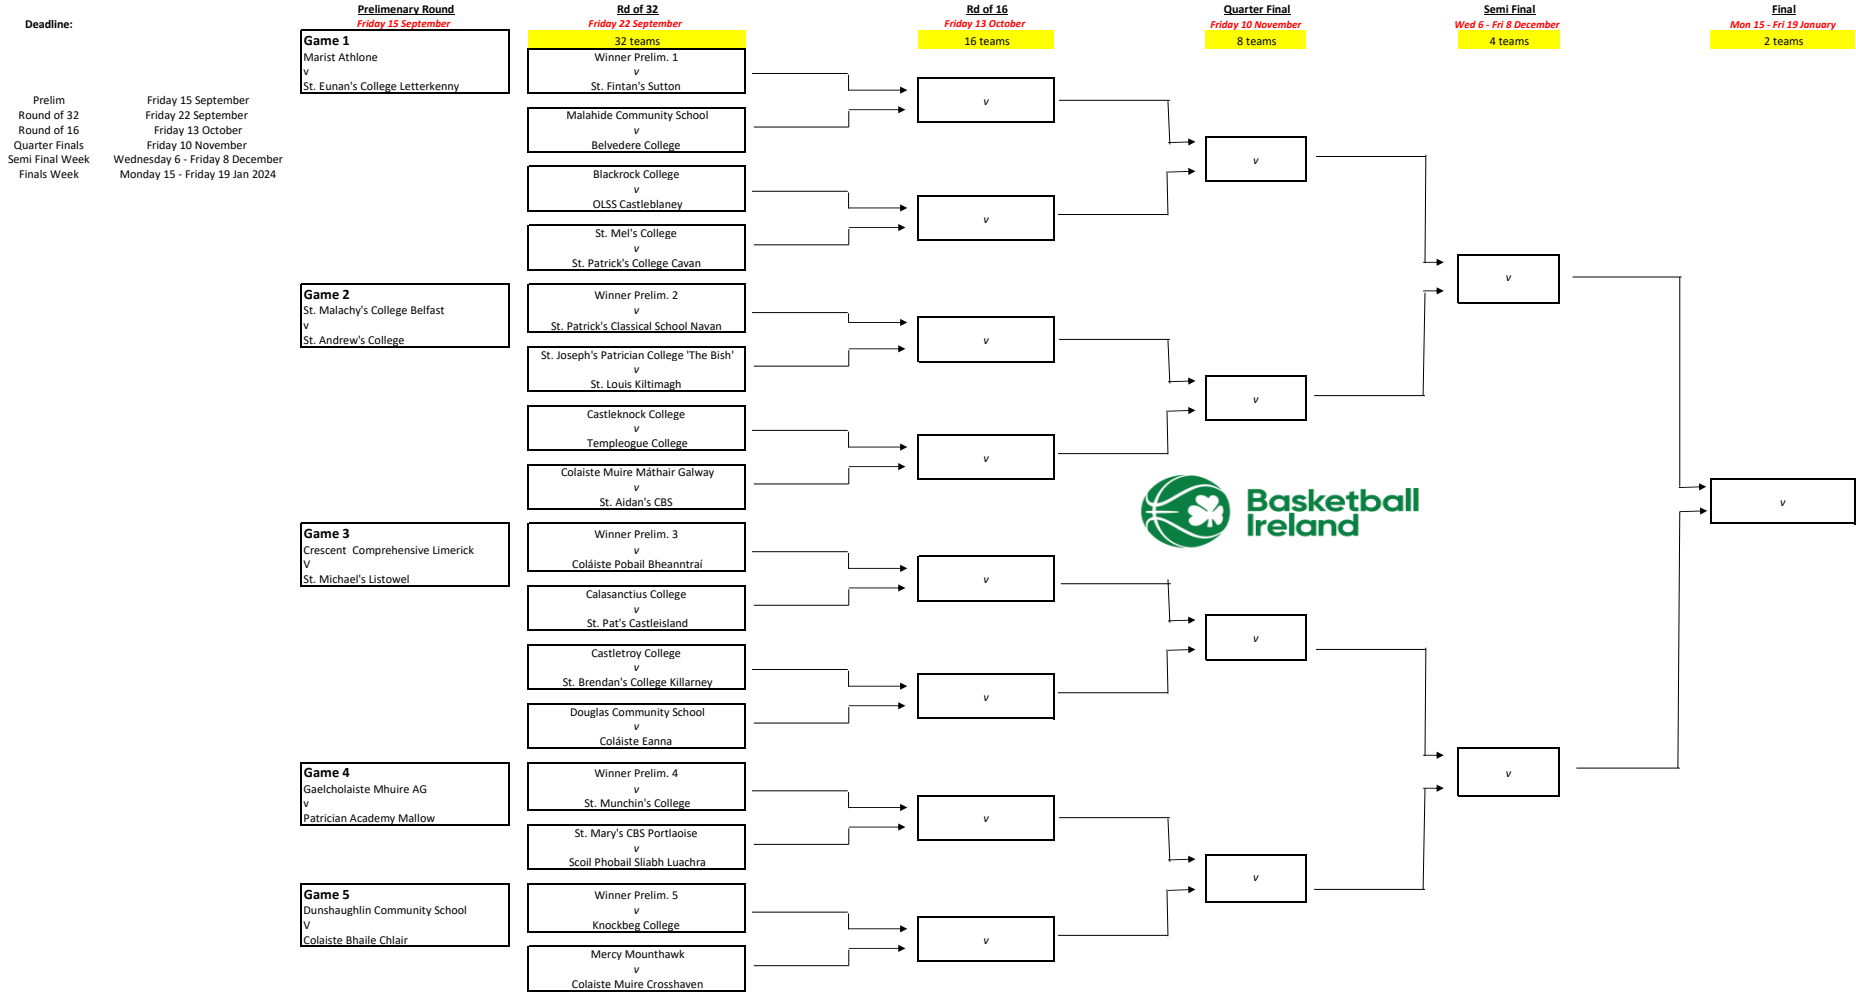 Deadline:
Prelim Friday 15 September
Round of 32 Friday 22 September
Round of 16 Friday 13 October
Quarter Finals Friday 10 November
Semi Final Week Wednesday 6 - Friday 8 December
Finals Week Monday 15 - Friday 19 Jan 2024
Prelimenary Round
Friday 15 September
Game 1
Marist Athlone
v
St. Eunan's College Letterkenny
Game 2
St. Malachy's College Belfast
v
St. Andrew's College
Game 3
Crescent  Comprehensive Limerick
V
St. Michael's Listowel
Game 4
Gaelcholaiste Mhuire AG
v
Patrician Academy Mallow
Game 5
Dunshaughlin Community School
V
Colaiste Bhaile Chlair
Rd of 32
Friday 22 September
32 teams
Winner Prelim. 1
v
St. Fintan's Sutton
Malahide Community School
v
Belvedere College
Blackrock College
v
OLSS Castleblaney
St. Mel's College
v
St. Patrick's College Cavan
Winner Prelim. 2
v
St. Patrick's Classical School Navan
St. Joseph's Patrician College 'The Bish'
v
St. Louis Kiltimagh
Castleknock College
v
Templeogue College
Colaiste Muire Máthair Galway
v
St. Aidan's CBS
Winner Prelim. 3
v
Coláiste Pobail Bheanntraí
Calasanctius College
v
St. Pat's Castleisland
Castletroy College
v
St. Brendan's College Killarney
Douglas Community School
v
Coláiste Eanna
Winner Prelim. 4
v
St. Munchin's College
St. Mary's CBS Portlaoise
v
Scoil Phobail Sliabh Luachra
Winner Prelim. 5
v
Knockbeg College
Mercy Mounthawk
v
Colaiste Muire Crosshaven
Rd of 16
Friday 13 October
16 teams
v
v
v
v
v
v
v
v
Quarter Final
Friday 10 November
8 teams
v
v
v
v
Basketball
Ireland
Semi Final
Wed 6 - Fri 8 December
4 teams
v
v
Final
Mon 15 - Fri 19 January
2 teams
v